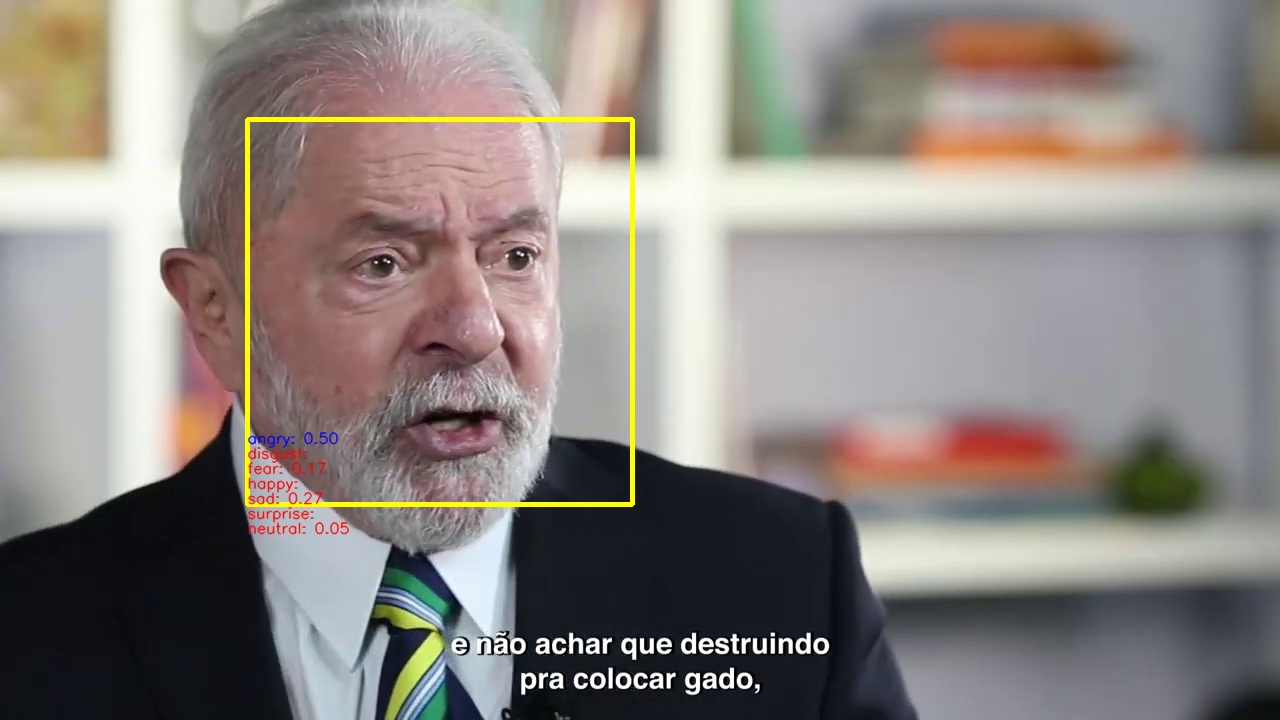 angry: 0.50
disgust:
fear: 0.17
happy:
sad: 0.27
surprise:
neutral: 0.05
e não achar que destruindo
pra colocar gado,